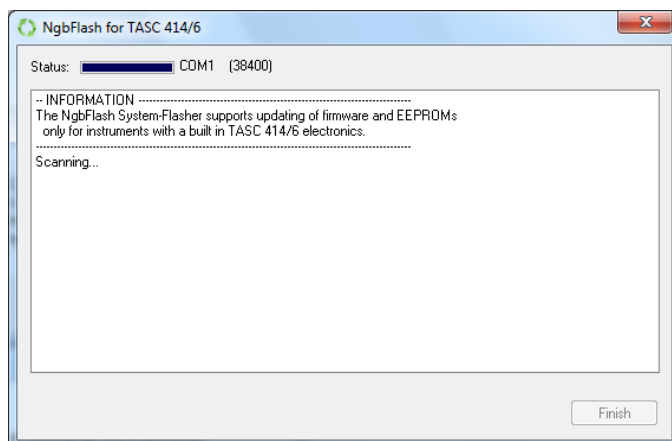 NgbFlash for TASC 414/6
Status: COM1 (38400)
-- INFORMATION ------------------------------------------------------------
The NgbFlash System-Flasher supports updating of firmware and EEPROMs
only for instruments with a built in TASC 414/6 electronics.
--------------------------------------------------------------------------------
Scanning...
Finish